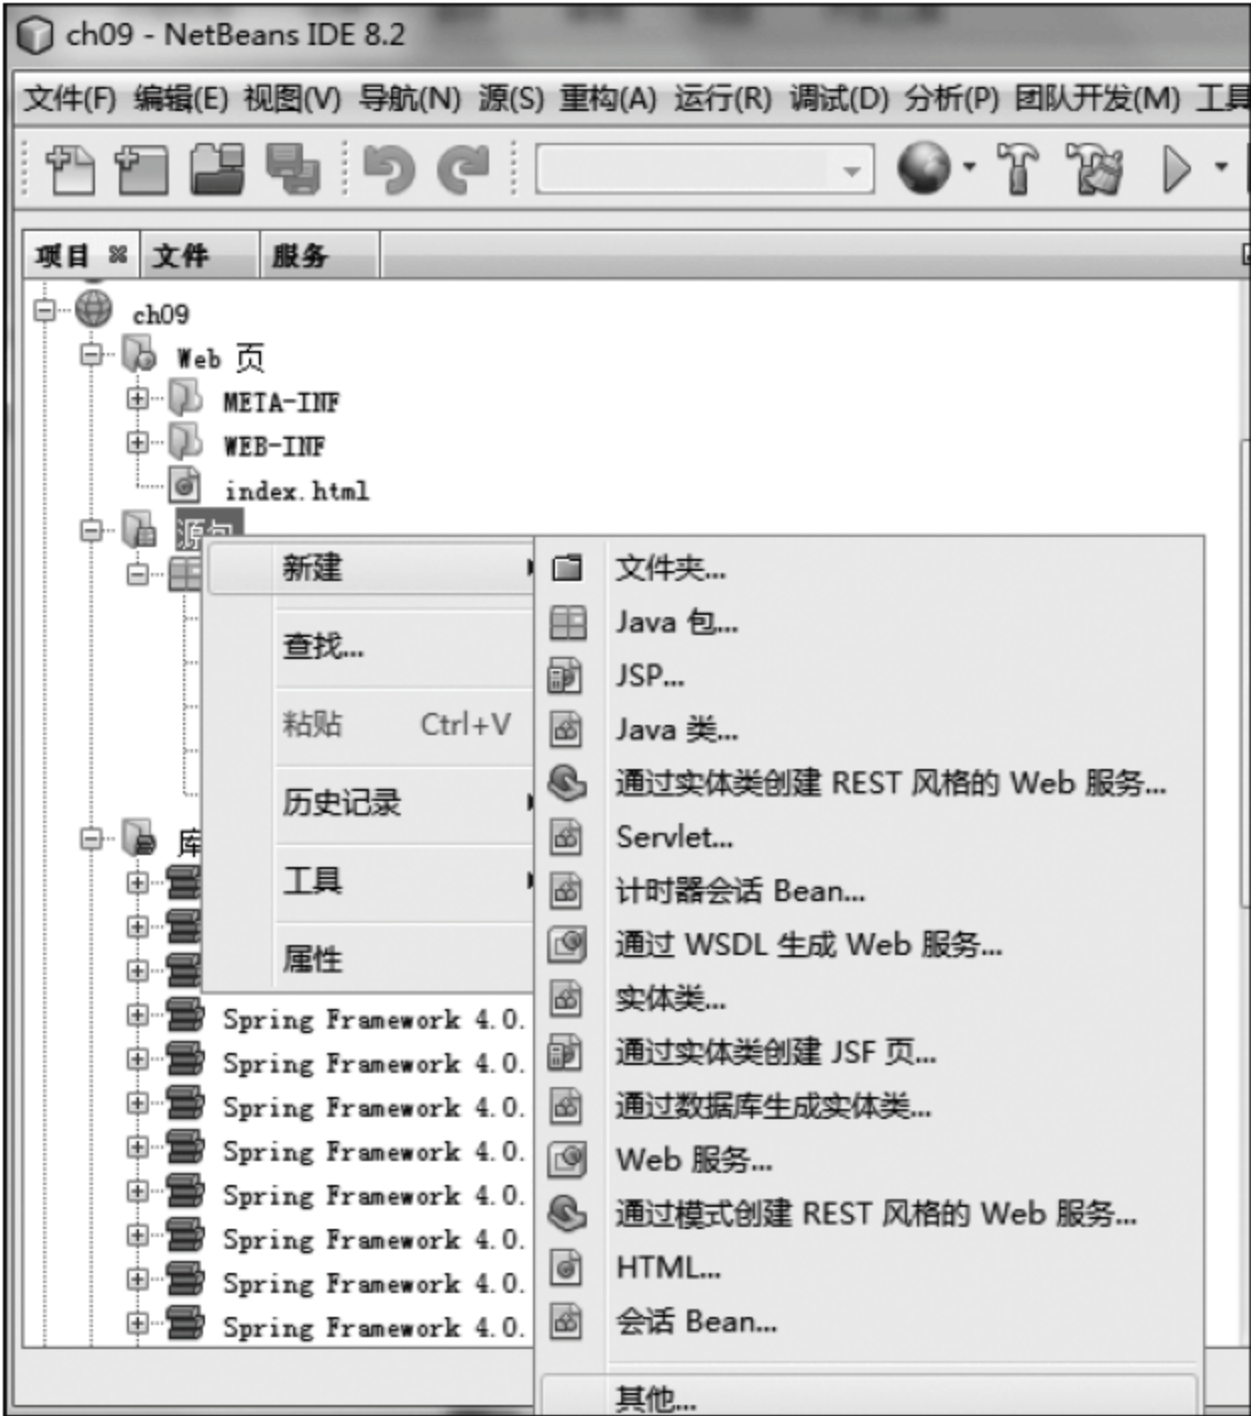 ch09 - NetBeans IDE 8.2
文件(F) 编辑(E) 视图(V) 导航(N) 源(S) 重构(A) 运行(R) 调试(D) 分析(P) 团队开发(M) 工具
项目 文件 服务
ch09
Web 页
META-INF
WEB-INF
index.html
源包
新建
查找...
粘贴 Ctrl+V
历史记录
工具
属性
文件夹...
Java 包...
JSP...
Java 类...
通过实体类创建 REST 风格的 Web 服务...
Servlet...
计时器会话 Bean...
通过 WSDL 生成 Web 服务...
实体类...
通过实体类创建 JSF 页...
通过数据库生成实体类...
Web 服务...
通过模式创建 REST 风格的 Web 服务...
HTML...
会话 Bean...
其他...
库
Spring Framework 4.0.
Spring Framework 4.0.
Spring Framework 4.0.
Spring Framework 4.0.
Spring Framework 4.0.
Spring Framework 4.0.
Spring Framework 4.0.
Spring Framework 4.0.